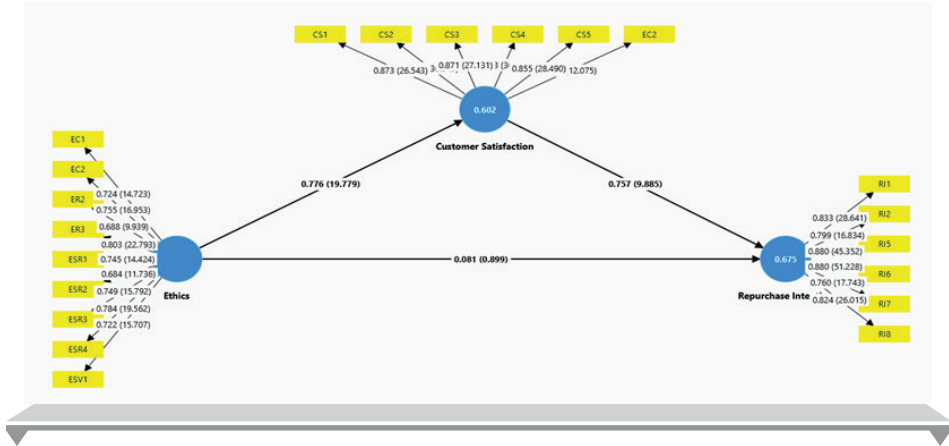 CS1 CS2 CS3 CS4 CS5 EC2
0.873 (26.543) 0.871 (27.131) 0.855 (28.490) 12.075)
0.602
Customer Satisfaction
EC1
EC2
ER2
ER3
ESR1
ESR2
ESR3
ESR4
ESV1
0.724 (14.723)
0.755 (16.953)
0.688 (9.939)
0.803 (22.793)
0.745 (14.424)
0.684 (11.736)
0.749 (15.792)
0.784 (19.562)
0.722 (15.707)
Ethics
0.776 (19.779)
0.757 (9.885)
0.081 (0.899)
0.675
Repurchase Inte
0.833 (28.641)
0.799 (16.834)
0.880 (45.352)
0.880 (51.228)
0.760 (17.743)
0.824 (26.015)
RI1
RI2
RI5
RI6
RI7
RI8